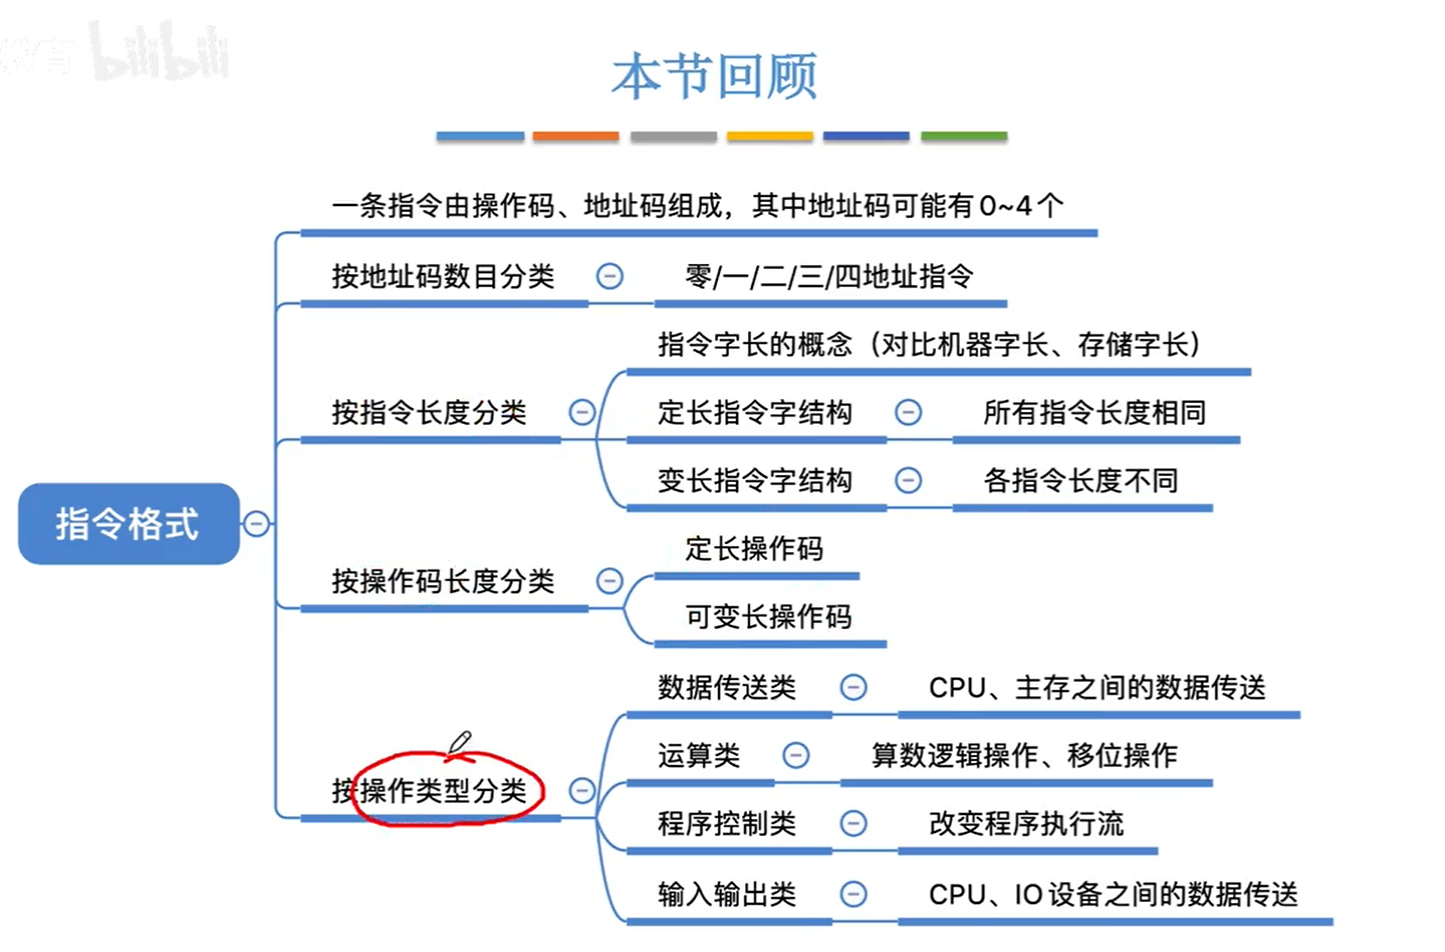 教育 bilibili
本节回顾
一条指令由操作码、地址码组成，其中地址码可能有0~4个
按地址码数目分类
零/一/二/三/四地址指令
指令字长的概念（对比机器字长、存储字长）
按指令长度分类
定长指令字结构
所有指令长度相同
变长指令字结构
各指令长度不同
指令格式
定长操作码
按操作码长度分类
可变长操作码
数据传送类
CPU、主存之间的数据传送
运算类
算数逻辑操作、移位操作
按操作类型分类
程序控制类
改变程序执行流
输入输出类
CPU、IO设备之间的数据传送